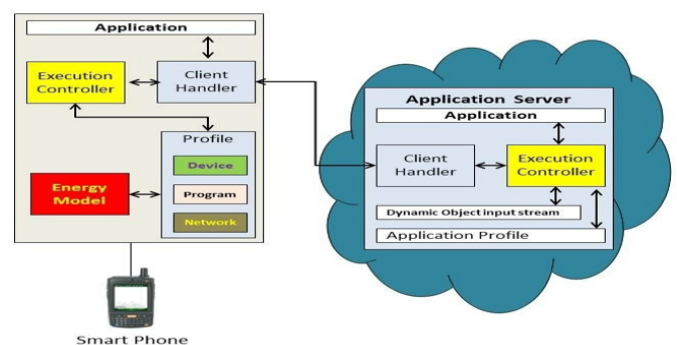 Application
Execution
Controller
Client
Handler
Profile
Device
Program
Network
Energy
Model
Smart Phone
Application Server
Application
Client
Handler
Execution
Controller
Dynamic Object input stream
Application Profile